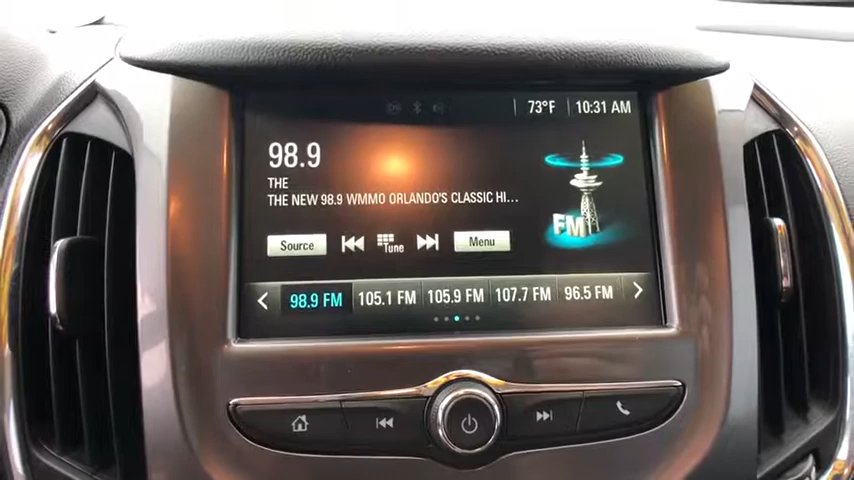 73°F 10:31 AM
98.9
THE
THE NEW 98.9 WMMO ORLANDO'S CLASSIC HI...
FM
Source Tune Menu
98.9 FM 105.1 FM 105.9 FM 107.7 FM 96.5 FM